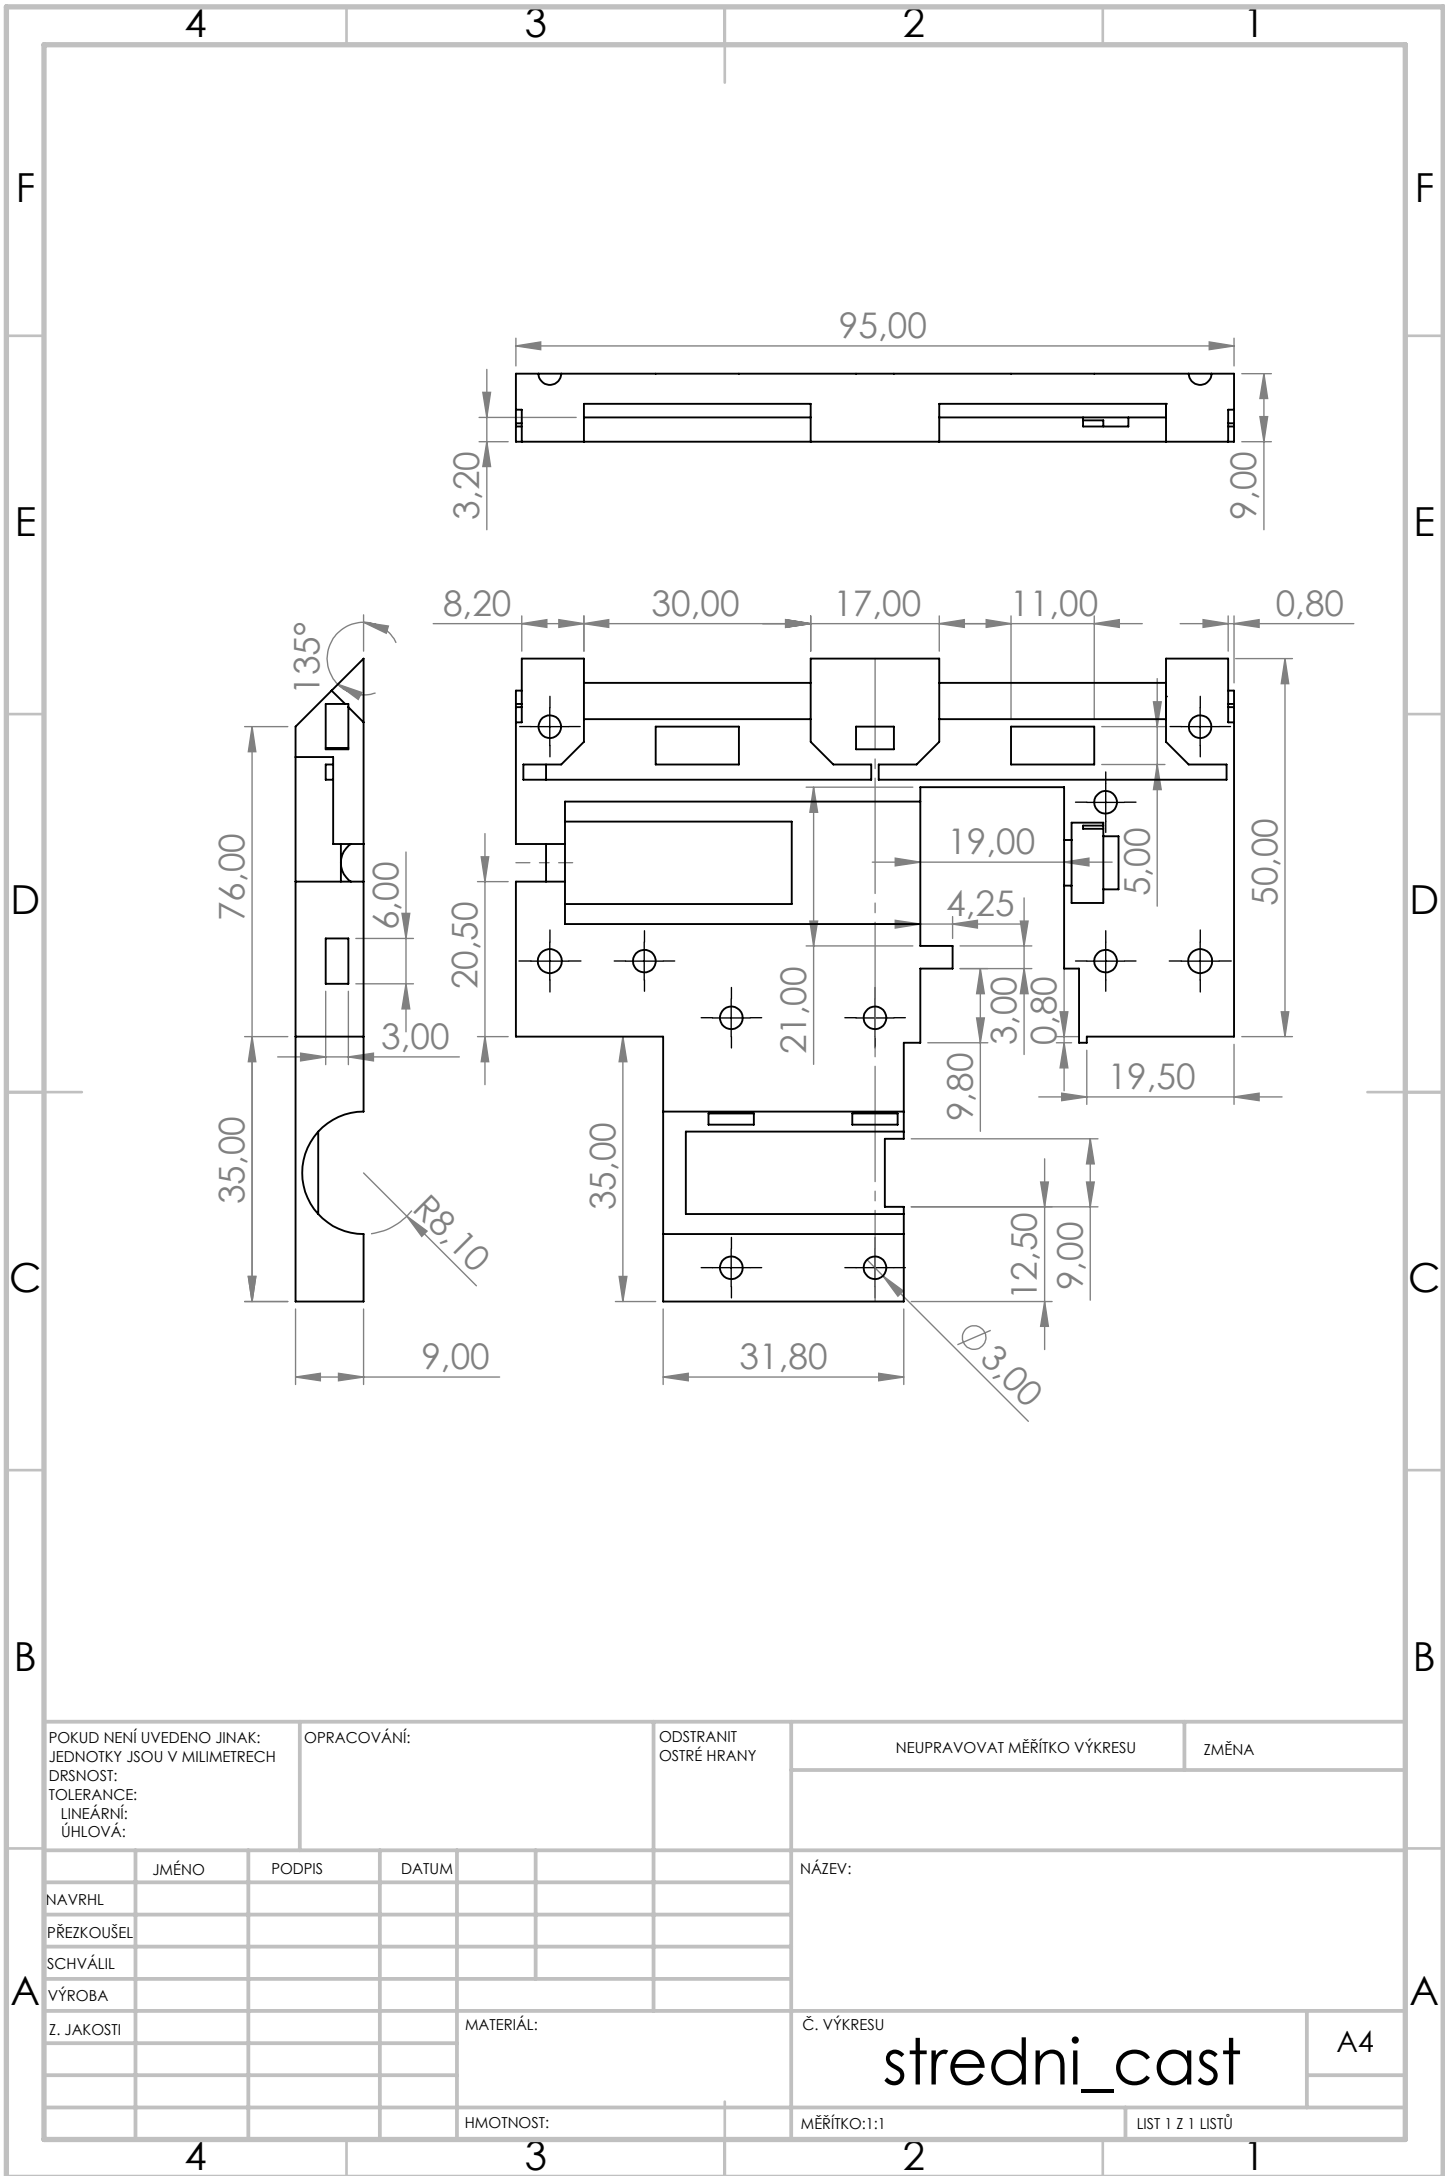 4 3 2 1
F F
95,00
3,20 9,00
E E
8,20 30,00 17,00 11,00 0,80
135°
76,00 6,00 20,50 19,00 5,00 50,00
D D
4,25
21,00 3,00 0,80
3,00
9,80 19,50
35,00 35,00
R8,10 12,50 9,00
C C
9,00 31,80 Ø3,00
B B
POKUD NENÍ UVEDENO JINAK:
JEDNOTKY JSOU V MILIMETRECH
DRSNOST:
TOLERANCE:
LINEÁRNÍ:
ÚHLOVÁ:
OPRACOVÁNÍ:
ODSTRANIT
OSTRÉ HRANY
NEUPRAVOVAT MĚŘÍTKO VÝKRESU
ZMĚNA
JMÉNO PODPIS DATUM
NÁZEV:
NAVRHL
PŘEZKOUŠEL
SCHVÁLIL
A VÝROBA A
Z. JAKOSTI
MATERIÁL:
Č. VÝKRESU
stredni_cast
A4
HMOTNOST:
MĚŘÍTKO:1:1
LIST 1 Z 1 LISTŮ
4 3 2 1